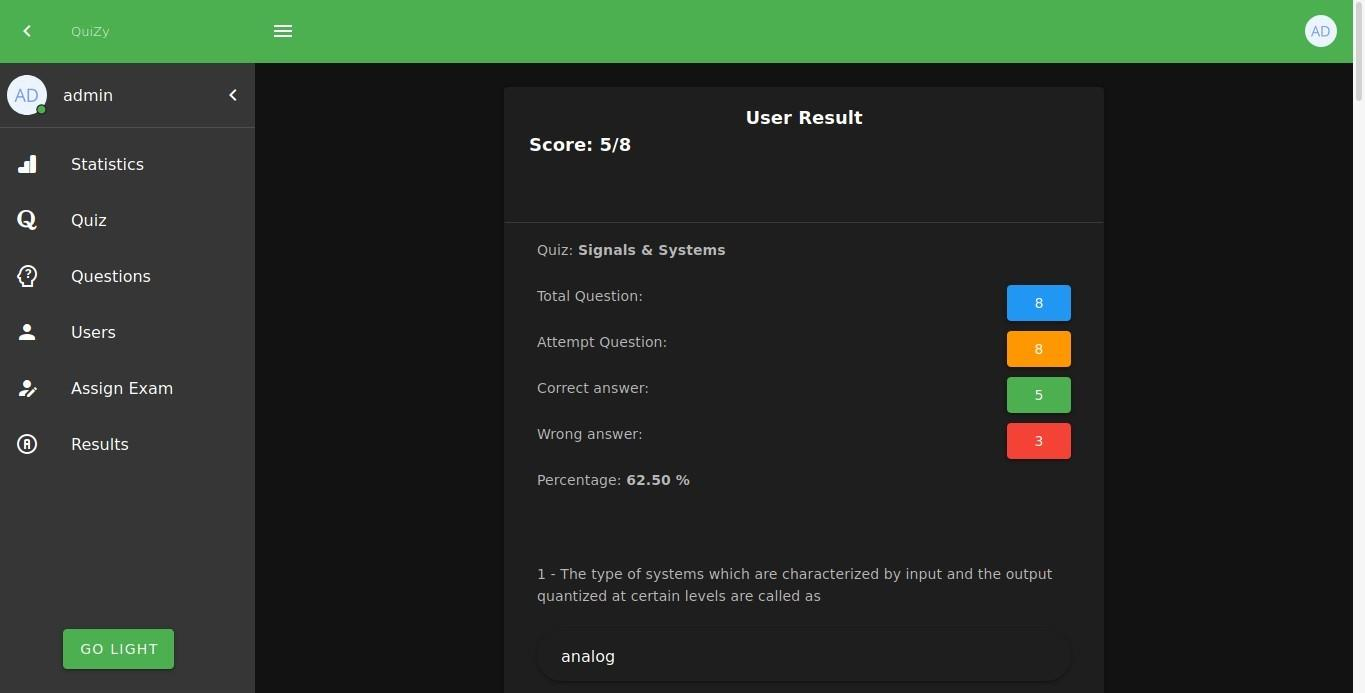 QuiZy
AD
AD
admin
Statistics
Quiz
Questions
Users
Assign Exam
Results
GO LIGHT
User Result
Score: 5/8
Quiz: Signals & Systems
Total Question: 8
Attempt Question: 8
Correct answer: 5
Wrong answer: 3
Percentage: 62.50 %
1 - The type of systems which are characterized by input and the output
quantized at certain levels are called as
analog